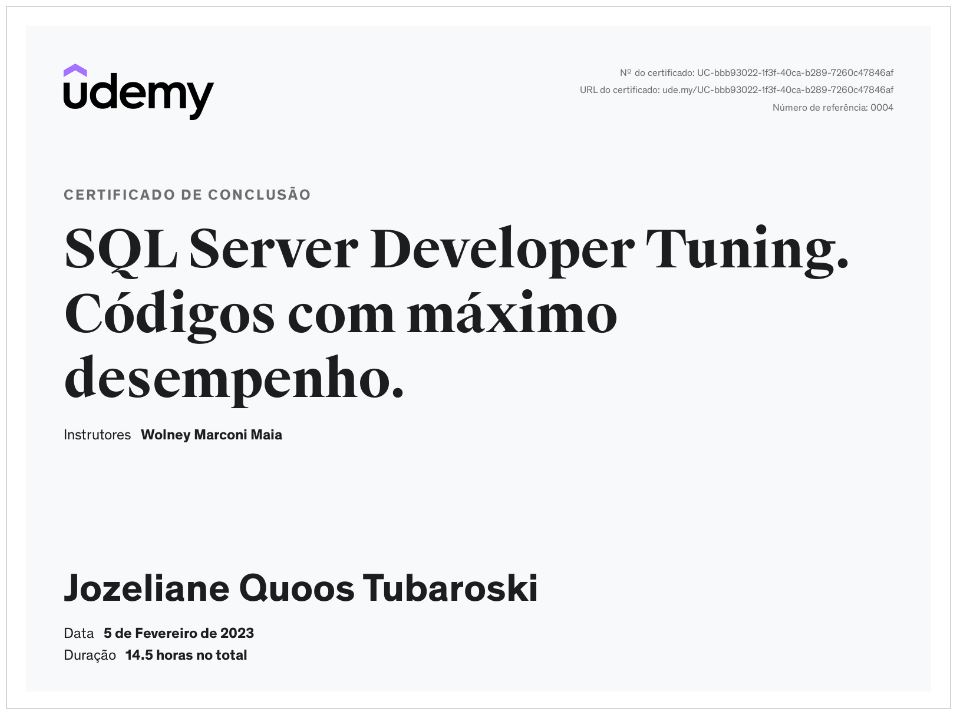 udemy
Nº do certificado: UC-bbb93022-1f3f-40ca-b289-7260c47846af
URL do certificado: ude.my/UC-bbb93022-1f3f-40ca-b289-7260c47846af
Número de referência: 0004
CERTIFICADO DE CONCLUSÃO
SQL Server Developer Tuning.
Códigos com máximo
desempenho.
Instrutores Wolney Marconi Maia
Jozeliane Quoos Tubaroski
Data 5 de Fevereiro de 2023
Duração 14.5 horas no total